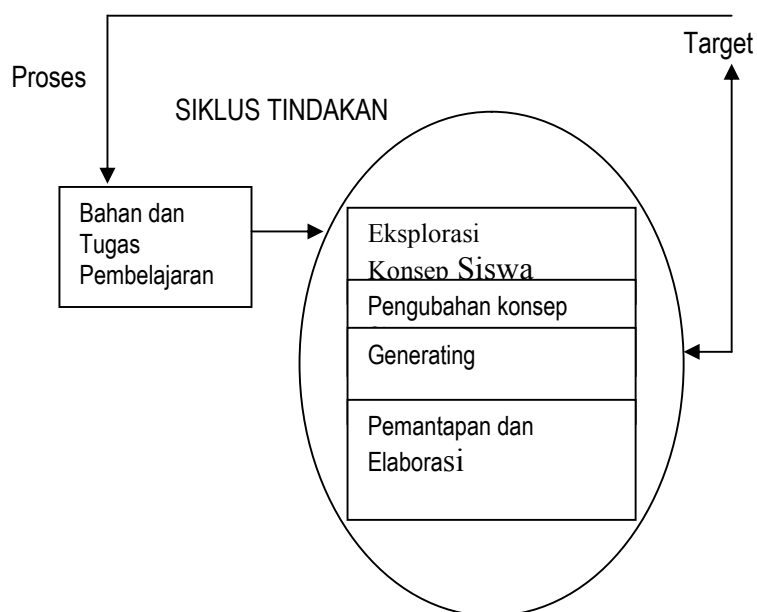 Target
Proses
SIKLUS TINDAKAN
Bahan dan
Tugas
Pembelajaran
Eksplorasi
Konsep Siswa
Pengubahan konsep
Generating
Pemantapan dan
Elaborasi